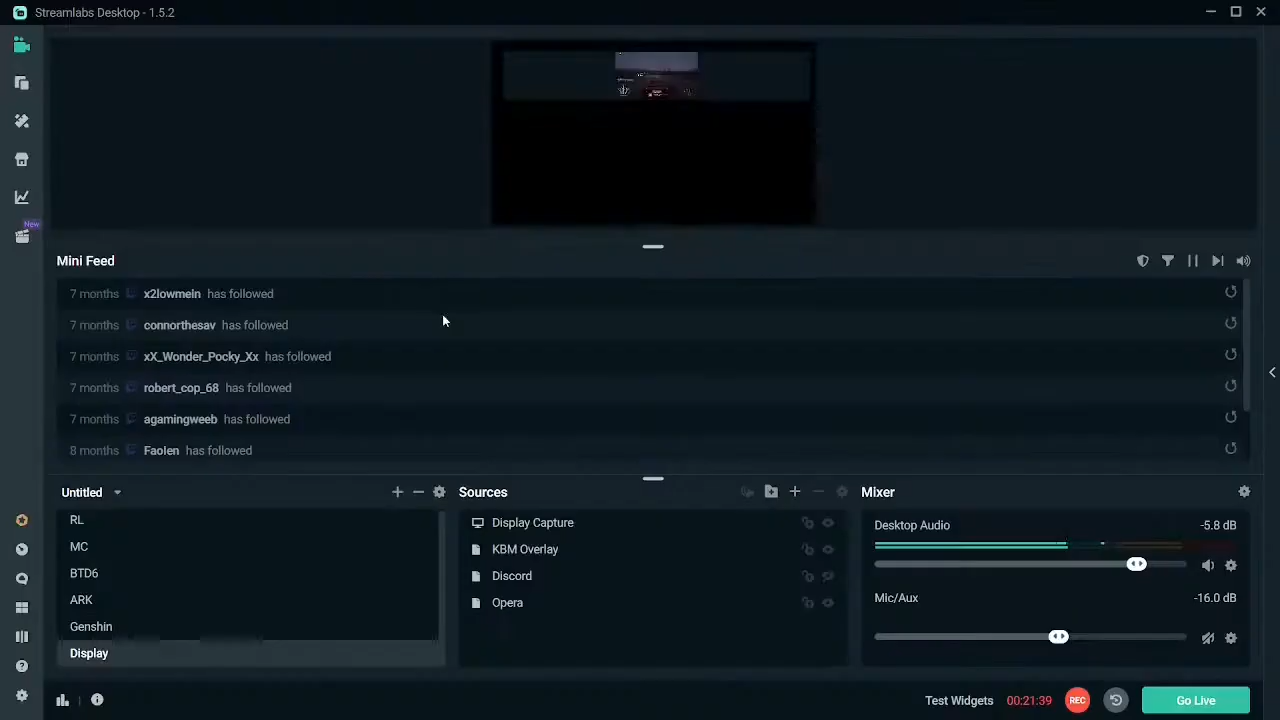 Streamlabs Desktop - 1.5.2
New
Mini Feed
7 months x2lowmein has followed
7 months connorthesav has followed
7 months xX_Wonder_Pocky_Xx has followed
7 months robert_cop_68 has followed
7 months agamingweeb has followed
8 months Faolen has followed
Untitled
RL
MC
BTD6
ARK
Genshin
Display
Sources
Display Capture
KBM Overlay
Discord
Opera
Mixer
Desktop Audio -5.8 dB
Mic/Aux -16.0 dB
Test Widgets 00:21:39 REC Go Live